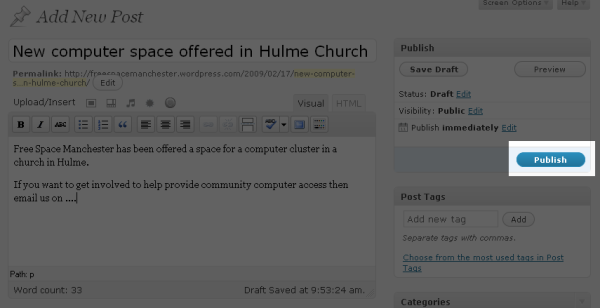 Add New Post
Screen Options
Help
New computer space offered in Hulme Church
Permalink: http://freespacemanchester.wordpress.com/2009/02/17/new-computer-
s...n-hulme-church/ Edit
Upload/Insert
Visual
HTML
B I ABC
Free Space Manchester has been offered a space for a computer cluster in a
church in Hulme.
If you want to get involved to help provide community computer access then
email us on ....
Path: p
Word count: 33
Draft Saved at 9:53:24 am.
Publish
Save Draft
Preview
Status: Draft Edit
Visibility: Public Edit
Publish immediately Edit
Publish
Post Tags
Add new tag
Add
Separate tags with commas.
Choose from the most used tags in Post
Tags
Categories